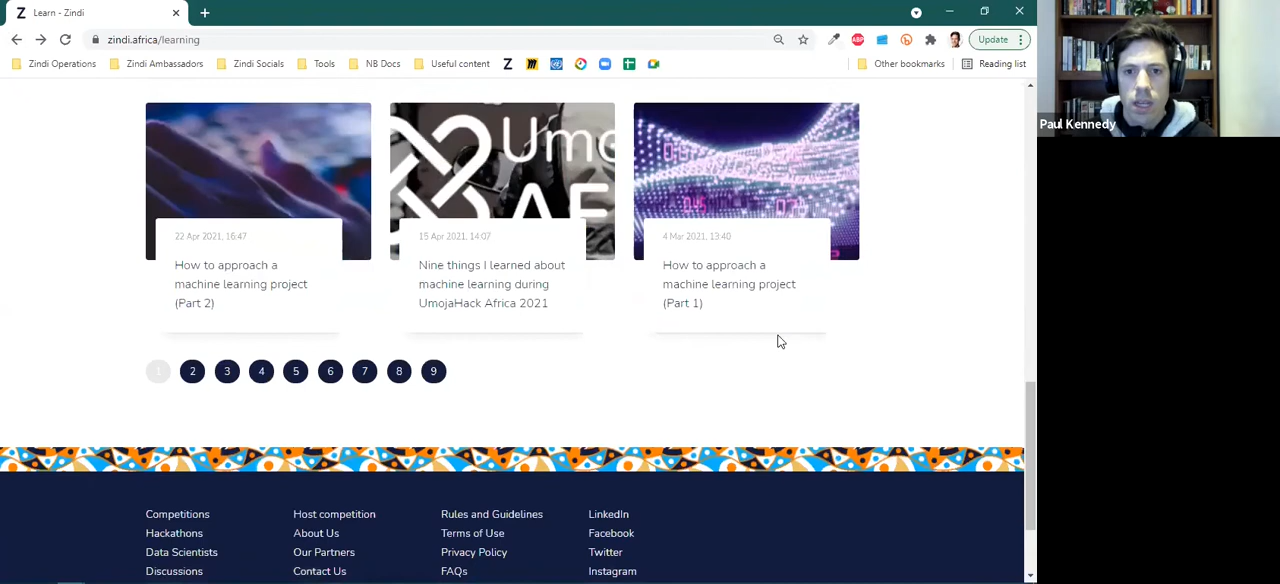 Learn - Zindi
zindi.africa/learning
Update
Zindi Operations
Zindi Ambassadors
Zindi Socials
Tools
NB Docs
Useful content
Other bookmarks
Reading list
Paul Kennedy
Umo
AF
22 Apr 2021, 16:47
How to approach a
machine learning project
(Part 2)
15 Apr 2021, 14:07
Nine things I learned about
machine learning during
UmojaHack Africa 2021
4 Mar 2021, 13:40
How to approach a
machine learning project
(Part 1)
1 2 3 4 5 6 7 8 9
Competitions
Hackathons
Data Scientists
Discussions
Host competition
About Us
Our Partners
Contact Us
Rules and Guidelines
Terms of Use
Privacy Policy
FAQs
LinkedIn
Facebook
Twitter
Instagram